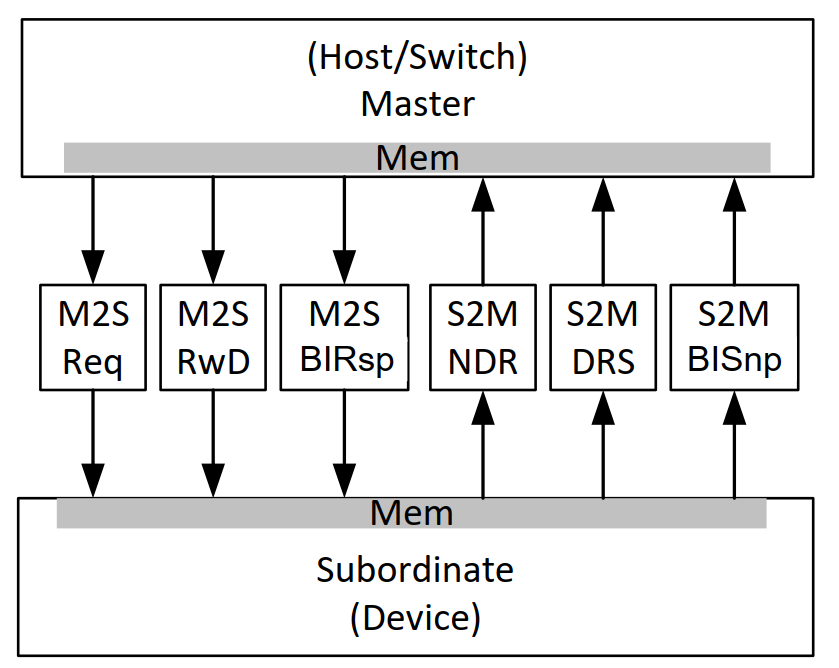 (Host/Switch)
Master
Mem
M2S
Req
M2S
RwD
M2S
BIRsp
S2M
NDR
S2M
DRS
S2M
BISnp
Mem
Subordinate
(Device)